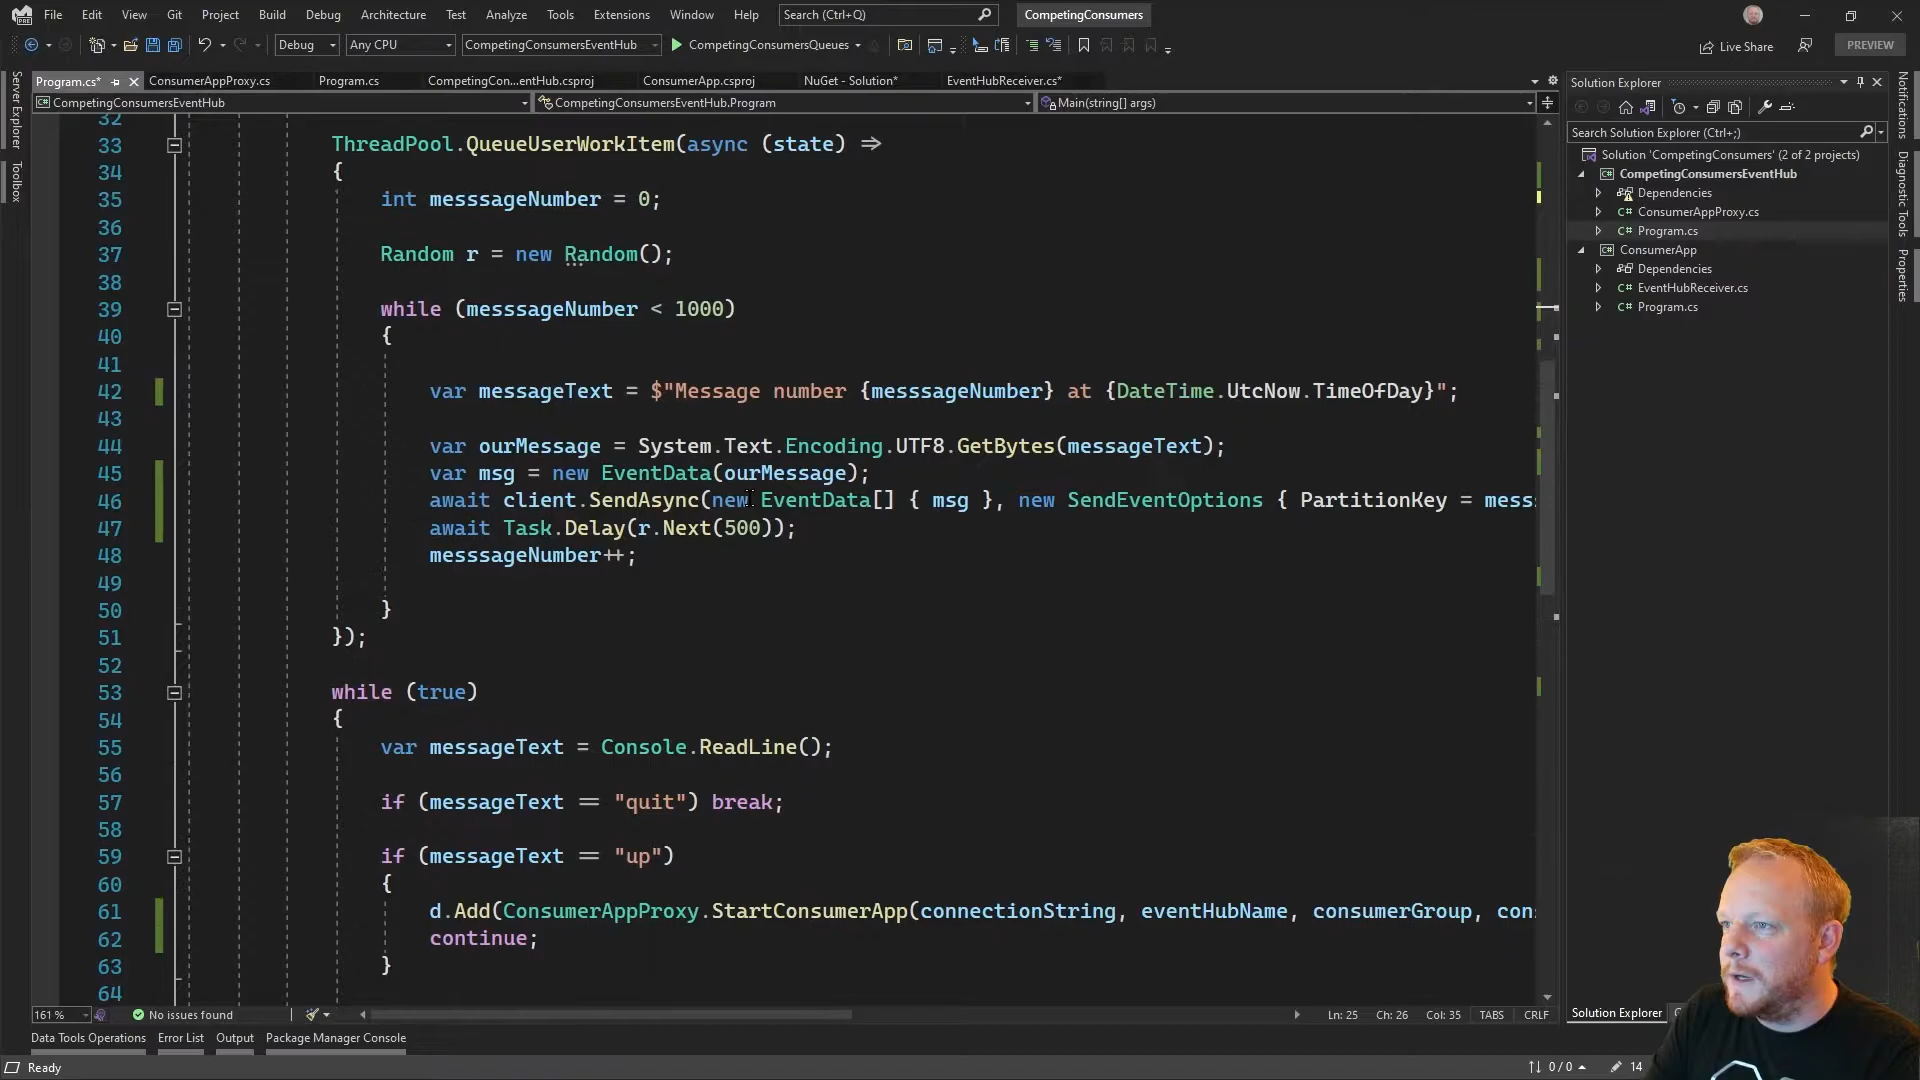 File Edit View Git Project Build Debug Architecture Test Analyze Tools Extensions Window Help Search (Ctrl+Q) CompetingConsumers
Debug Any CPU CompetingConsumersEventHub CompetingConsumersQueues Live Share PREVIEW
Program.cs* ConsumerAppProxy.cs Program.cs CompetingCon...entHub.csproj ConsumerApp.csproj NuGet - Solution* EventHubReceiver.cs*
CompetingConsumersEventHub CompetingConsumersEventHub.Program Main(string[] args)
Server Explorer
Toolbox
32
33 ThreadPool.QueueUserWorkItem(async (state) =>
34 {
35 int messsageNumber = 0;
36
37 Random r = new Random();
38
39 while (messsageNumber < 1000)
40 {
41
42 var messageText = $"Message number {messsageNumber} at {DateTime.UtcNow.TimeOfDay}";
43
44 var ourMessage = System.Text.Encoding.UTF8.GetBytes(messageText);
45 var msg = new EventData(ourMessage);
46 await client.SendAsync(new EventData[] { msg }, new SendEventOptions { PartitionKey = mess
47 await Task.Delay(r.Next(500));
48 messsageNumber++;
49
50 }
51 });
52
53 while (true)
54 {
55 var messageText = Console.ReadLine();
56
57 if (messageText == "quit") break;
58
59 if (messageText == "up")
60 {
61 d.Add(ConsumerAppProxy.StartConsumerApp(connectionString, eventHubName, consumerGroup, con
62 continue;
63 }
64
161 % No issues found Ln: 25 Ch: 26 Col: 35 TABS CRLF
Data Tools Operations Error List Output Package Manager Console
Ready 0 / 0 14
Solution Explorer
Search Solution Explorer (Ctrl+;)
Solution 'CompetingConsumers' (2 of 2 projects)
CompetingConsumersEventHub
Dependencies
C# ConsumerAppProxy.cs
C# Program.cs
ConsumerApp
Dependencies
C# EventHubReceiver.cs
C# Program.cs
Solution Explorer
Notifications
Diagnostic Tools
Properties